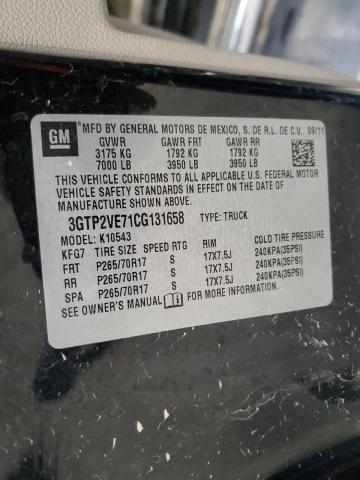 GM
MFD BY GENERAL MOTORS DE MEXICO, S. DE R.L. DE C.V. 09/11
GVWR GAWR FRT GAWR RR
3175 KG 1792 KG 1792 KG
7000 LB 3950 LB 3950 LB
THIS VEHICLE CONFORMS TO ALL APPLICABLE U.S. FEDERAL MOTOR
VEHICLE SAFETY AND THEFT PREVENTION STANDARDS
IN EFFECT ON THE DATE OF
MANUFACTURE SHOWN ABOVE.
3GTP2VE71CG131658 TYPE: TRUCK
MODEL: K10543
KFG7 TIRE SIZE SPEED RTG RIM COLD TIRE PRESSURE
FRT P265/70R17 S 17X7.5J 240KPA(35PSI)
RR P265/70R17 S 17X7.5J 240KPA(35PSI)
SPA P265/70R17 S 17X7.5J 240KPA(35PSI)
SEE OWNER'S MANUAL FOR MORE INFORMATION.